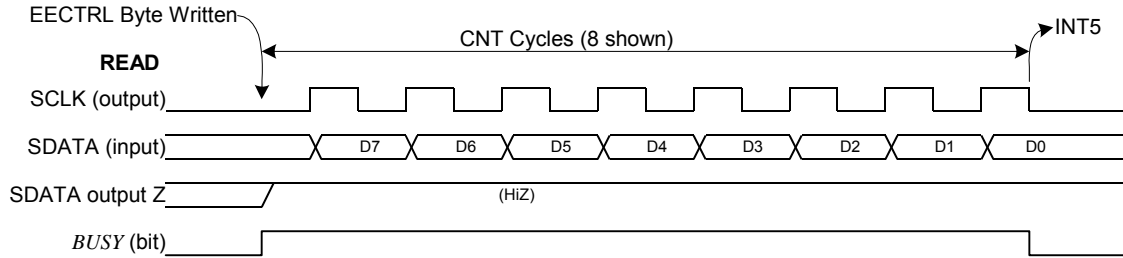 EECTRL Byte Written
CNT Cycles (8 shown)
INT5
READ
SCLK (output)
SDATA (input)
D7 D6 D5 D4 D3 D2 D1 D0
SDATA output Z
(HiZ)
BUSY (bit)